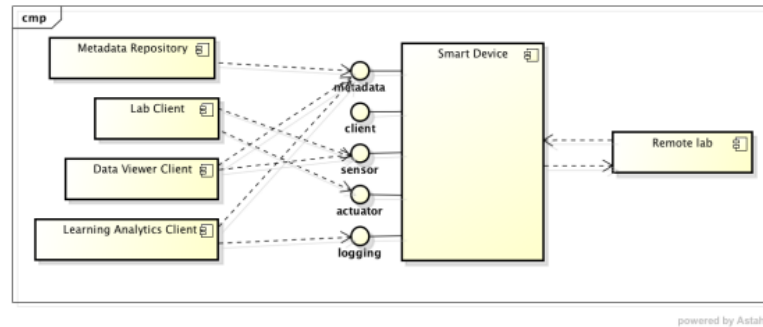 cmp
Metadata Repository
Smart Device
metadata
Lab Client
client
Remote lab
Data Viewer Client
sensor
actuator
Learning Analytics Client
logging
powered by Astah